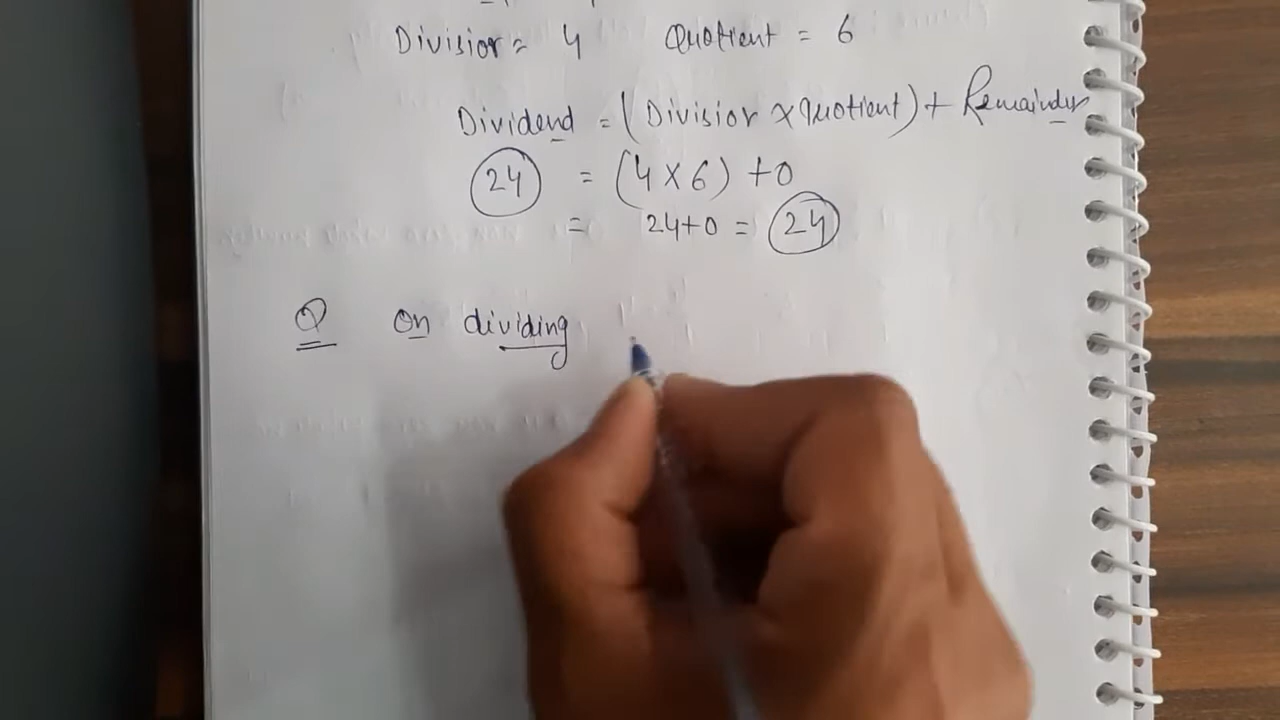 Divisior = 4 Quotient = 6
Dividend = (Divisior × Quotient) + Remainder
24 = (4 × 6) + 0
= 24+0 = 24
Q On dividing